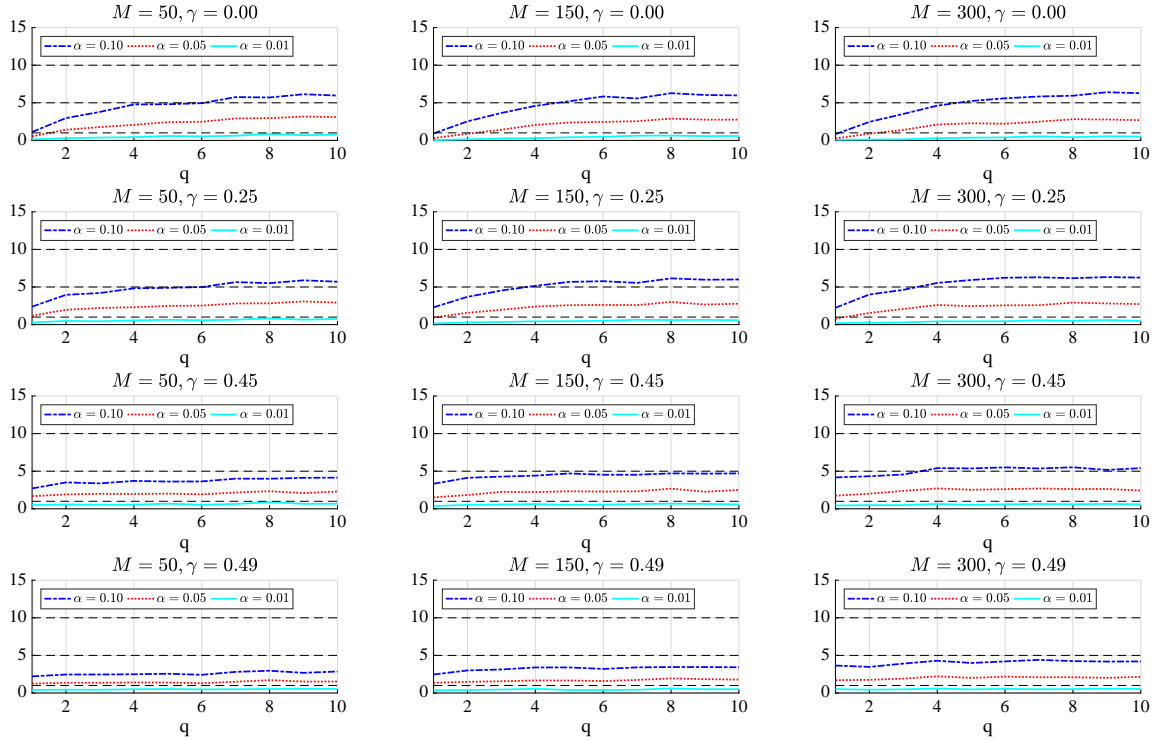 M = 50, γ = 0.00
15
α = 0.10 α = 0.05 α = 0.01
10
5
0
2 4 6 8 10
q
M = 150, γ = 0.00
15
α = 0.10 α = 0.05 α = 0.01
10
5
0
2 4 6 8 10
q
M = 300, γ = 0.00
15
α = 0.10 α = 0.05 α = 0.01
10
5
0
2 4 6 8 10
q
M = 50, γ = 0.25
15
α = 0.10 α = 0.05 α = 0.01
10
5
0
2 4 6 8 10
q
M = 150, γ = 0.25
15
α = 0.10 α = 0.05 α = 0.01
10
5
0
2 4 6 8 10
q
M = 300, γ = 0.25
15
α = 0.10 α = 0.05 α = 0.01
10
5
0
2 4 6 8 10
q
M = 50, γ = 0.45
15
α = 0.10 α = 0.05 α = 0.01
10
5
0
2 4 6 8 10
q
M = 150, γ = 0.45
15
α = 0.10 α = 0.05 α = 0.01
10
5
0
2 4 6 8 10
q
M = 300, γ = 0.45
15
α = 0.10 α = 0.05 α = 0.01
10
5
0
2 4 6 8 10
q
M = 50, γ = 0.49
15
α = 0.10 α = 0.05 α = 0.01
10
5
0
2 4 6 8 10
q
M = 150, γ = 0.49
15
α = 0.10 α = 0.05 α = 0.01
10
5
0
2 4 6 8 10
q
M = 300, γ = 0.49
15
α = 0.10 α = 0.05 α = 0.01
10
5
0
2 4 6 8 10
q